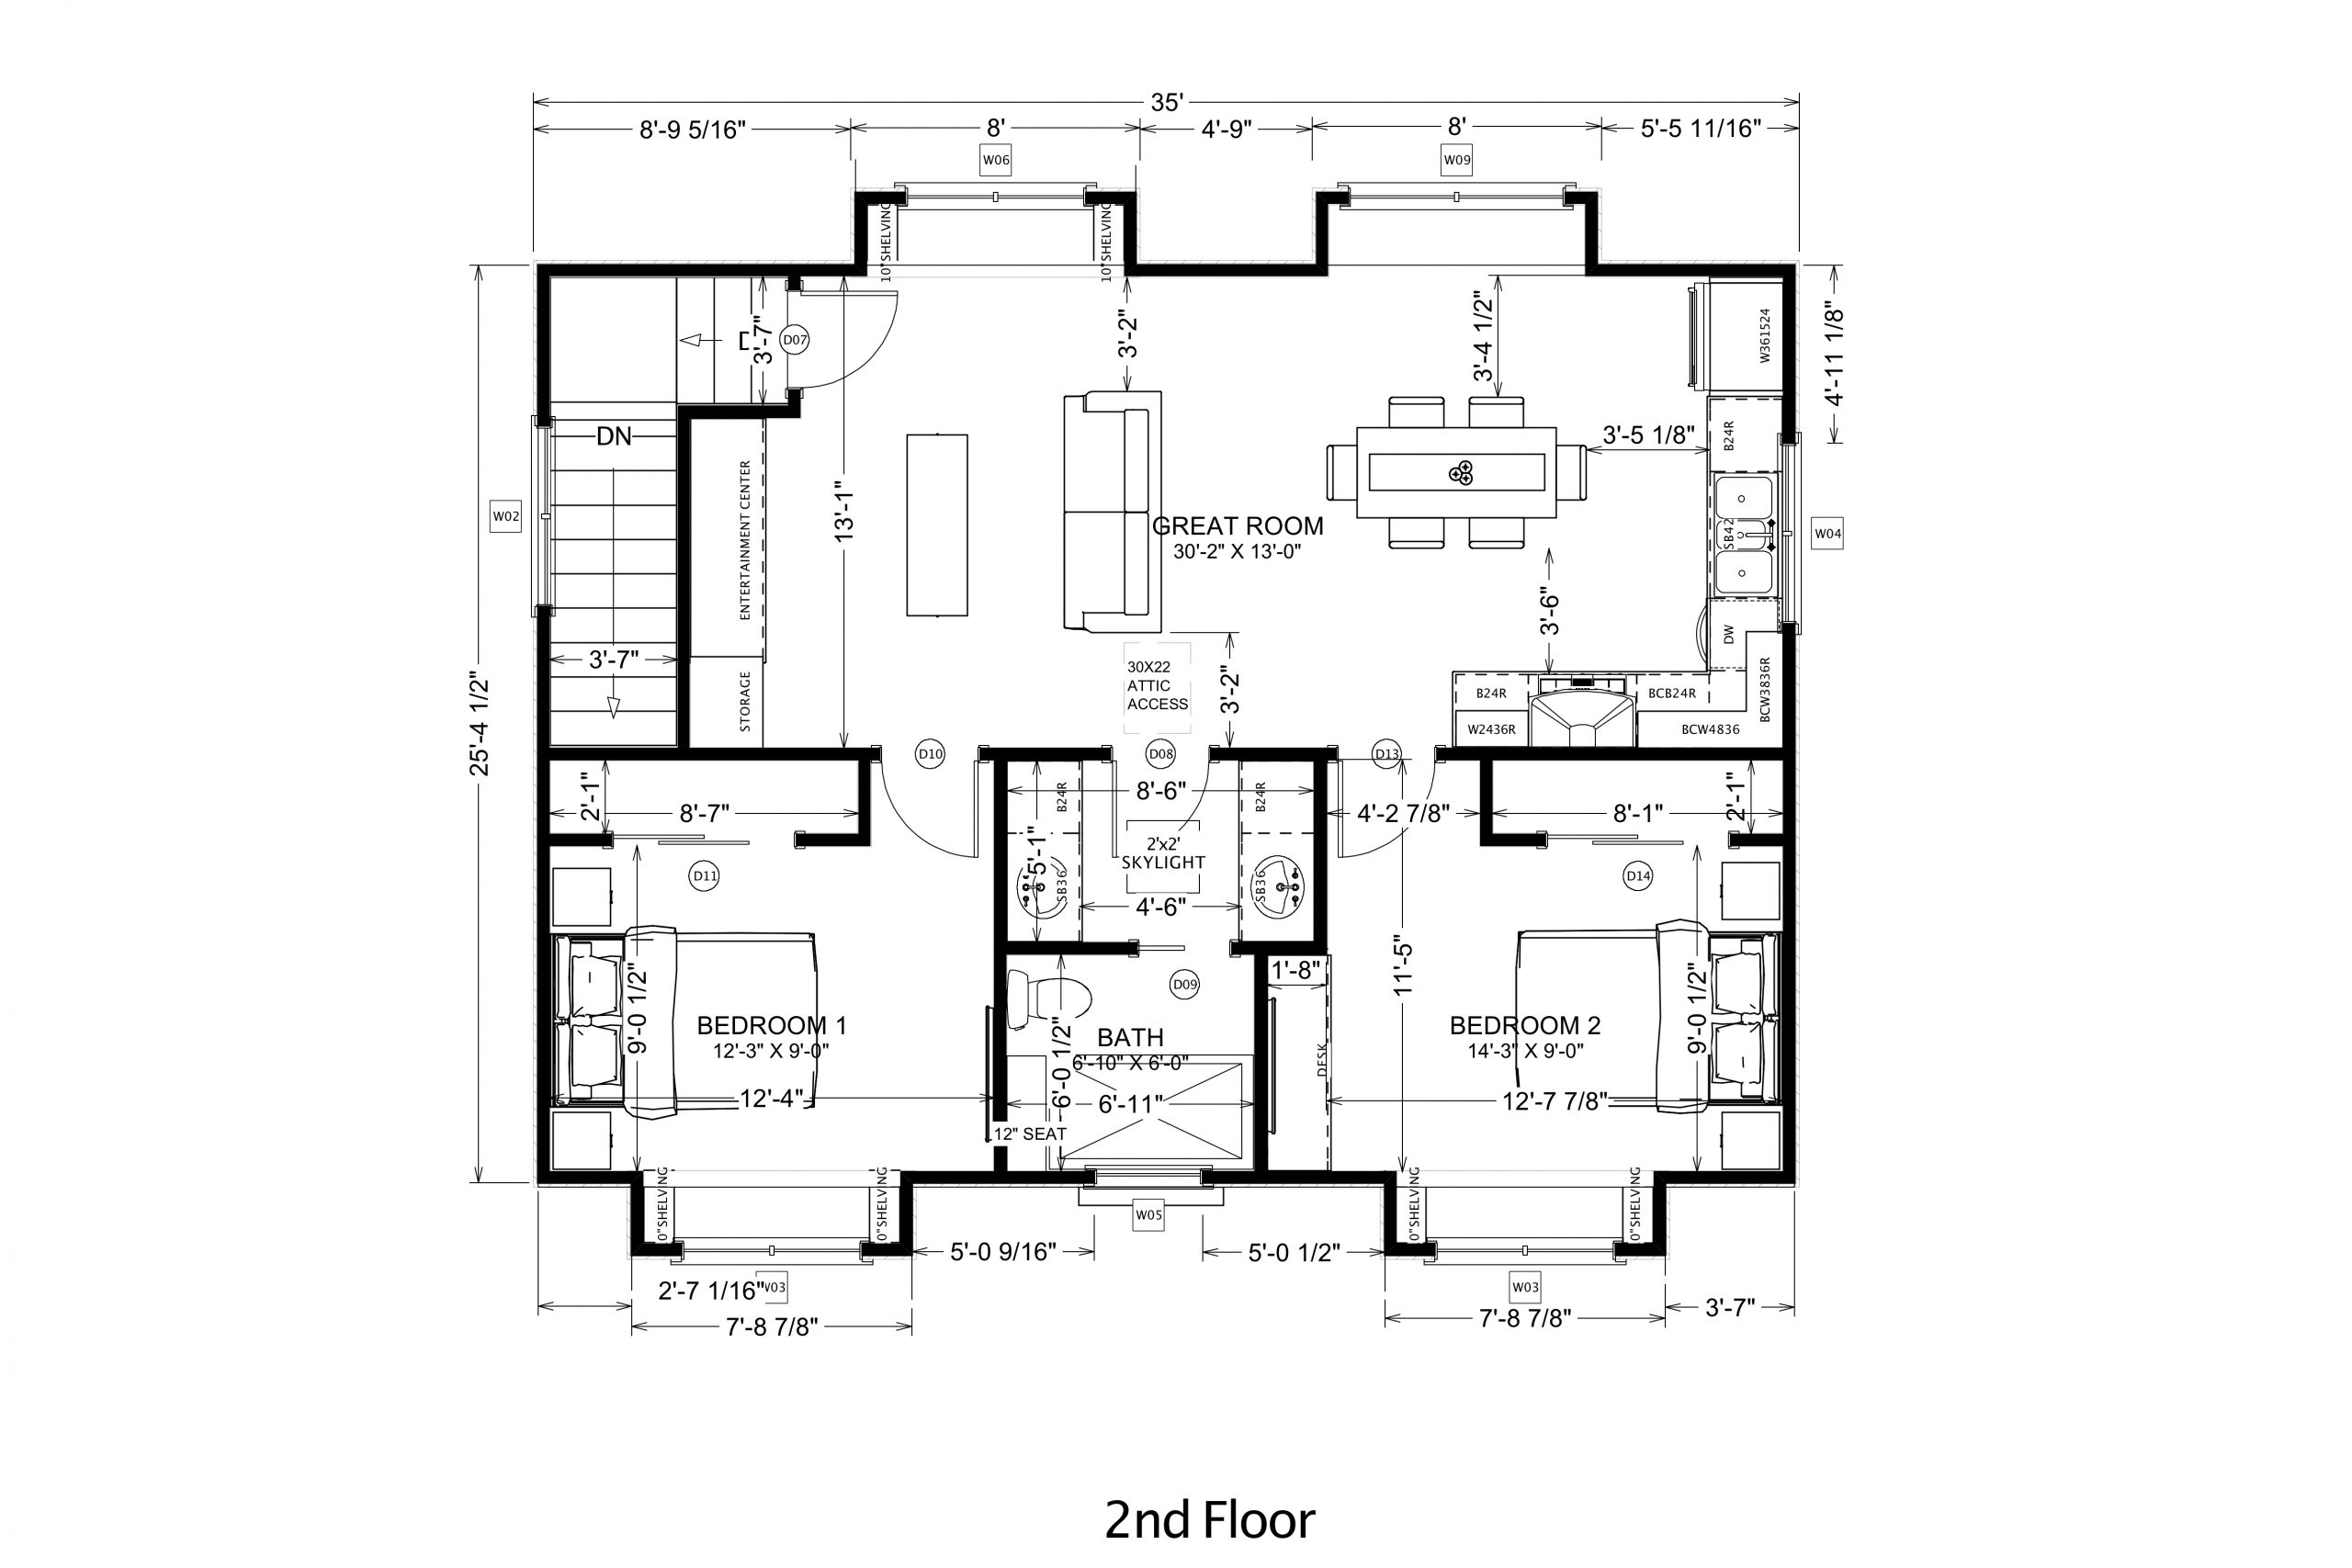 35'
8'-9 5/16"
8'
4'-9"
8'
5'-5 11/16"
W06
W09
10"SHELVING
10"SHELVING
3'-7"
D07
3'-2"
3'-4 1/2"
W361524
4'-11 1/8"
DN
B24R
3'-5 1/8"
ENTERTAINMENT CENTER
13'-1"
W02
GREAT ROOM
30'-2" X 13'-0"
SB42
W04
3'-6"
DW
3'-7"
30X22
ATTIC
ACCESS
3'-2"
STORAGE
B24R
BCB24R
BCW3836R
W2436R
BCW4836
25'-4 1/2"
D10
D08
D13
2'-1"
8'-7"
B24R
8'-6"
B24R
4'-2 7/8"
8'-1"
2'-1"
5'-1"
2'x2'
SKYLIGHT
D11
SB36
SB36
D14
4'-6"
1'-8"
D09
11'-5"
9'-0 1/2"
BEDROOM 1
12'-3" X 9'-0"
6'-0 1/2"
BATH
6'-10" X 6'-0"
DESK
BEDROOM 2
14'-3" X 9'-0"
9'-0 1/2"
12'-4"
6'-11"
12'-7 7/8"
12" SEAT
0"SHELVING
0"SHELVING
0"SHELVING
0"SHELVING
W05
5'-0 9/16"
5'-0 1/2"
2'-7 1/16"
W03
W03
7'-8 7/8"
7'-8 7/8"
3'-7"
2nd Floor